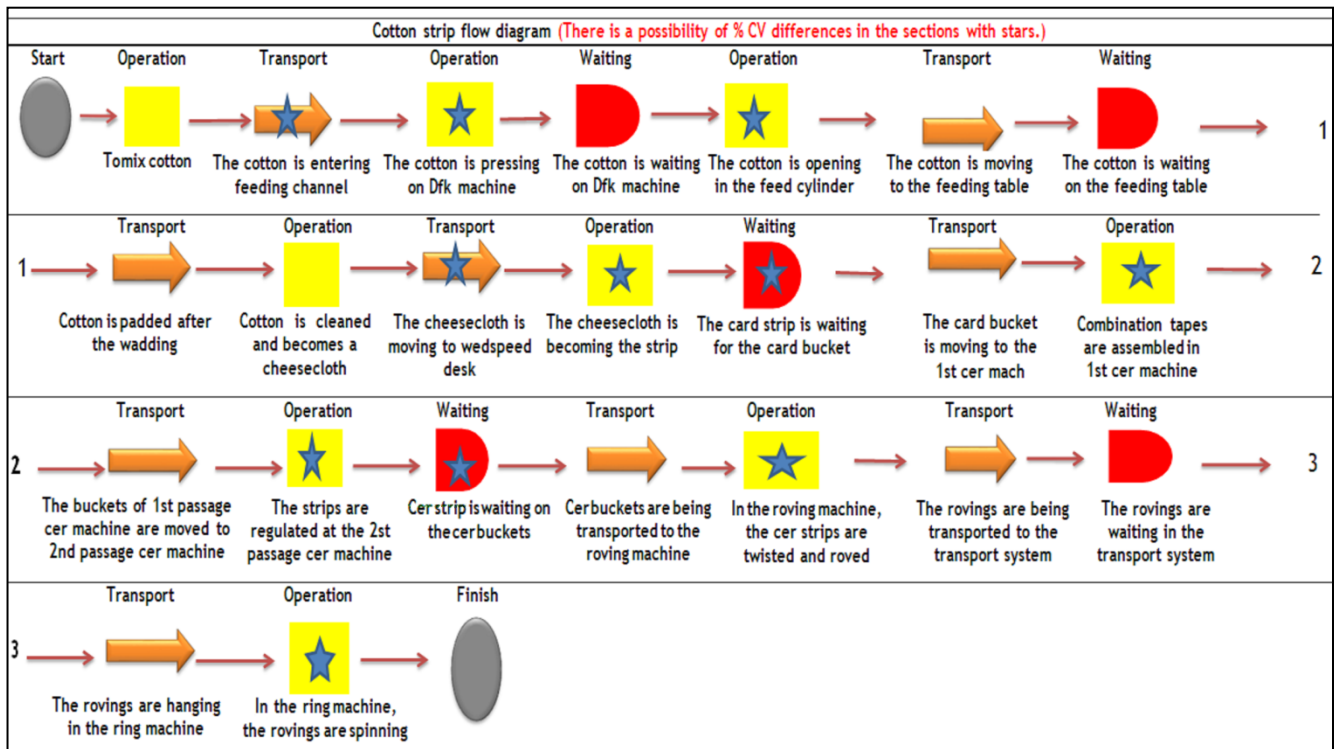 Cotton strip flow diagram (There is a possibility of % CV differences in the sections with stars.)
Start Operation Transport Operation Waiting Operation Transport Waiting
1
Tomix cotton
The cotton is entering
feeding channel
The cotton is pressing
on Dfk machine
The cotton is waiting
on Dfk machine
The cotton is opening
in the feed cylinder
The cotton is moving
to the feeding table
The cotton is waiting
on the feeding table
Transport Operation Transport Operation Waiting Transport Operation
1
2
Cotton is padded after
the wadding
Cotton is cleaned
and becomes a
cheesecloth
The cheesecloth is
moving to wedspeed
desk
The cheesecloth is
becoming the strip
The card strip is waiting
for the card bucket
The card bucket
is moving to the
1st cer mach
Combination tapes
are assembled in
1st cer machine
Transport Operation Waiting Transport Operation Transport Waiting
2
3
The buckets of 1st passage
cer machine are moved to
2nd passage cer machine
The strips are
regulated at the 2st
passage cer machine
Cer strip is waiting on
the cerbuckets
Cerbuckets are being
transported to the
roving machine
In the roving machine,
the cer strips are
twisted and roved
The rovings are being
transported to the
transport system
The rovings are
waiting in the
transport system
Transport Operation Finish
3
The rovings are hanging
in the ring machine
In the ring machine,
the rovings are spinning